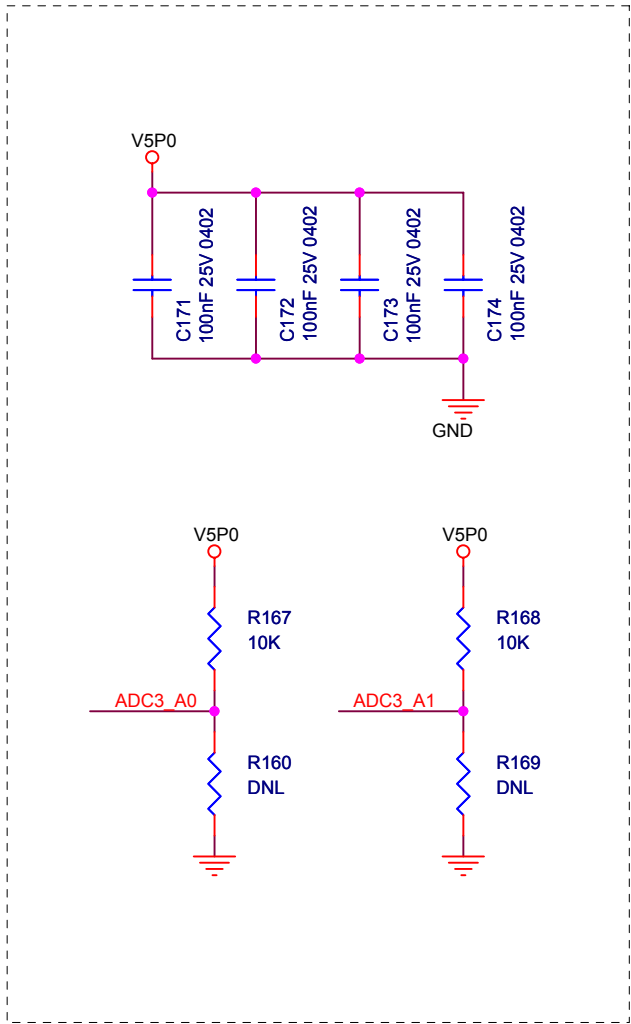 V5P0
C171
100nF 25V 0402
C172
100nF 25V 0402
C173
100nF 25V 0402
C174
100nF 25V 0402
GND
V5P0
V5P0
R167
10K
R168
10K
ADC3_A0
ADC3_A1
R160
DNL
R169
DNL